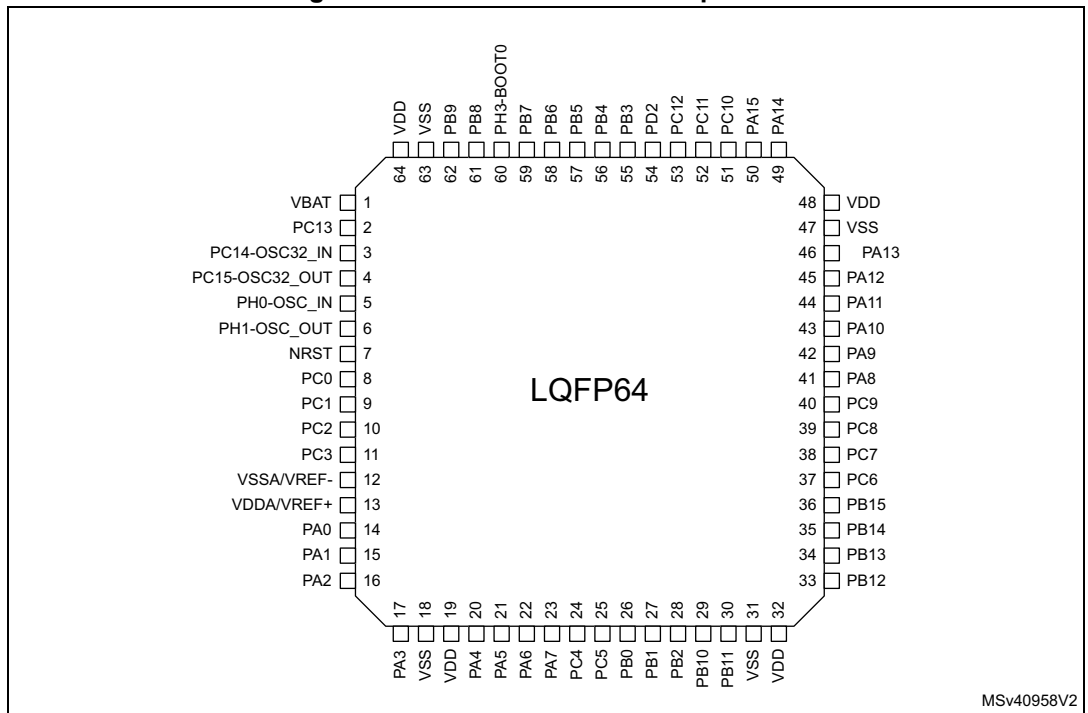 VDD
VSS
PB9
PB8
PH3-BOOT0
PB7
PB6
PB5
PB4
PB3
PD2
PC12
PC11
PC10
PA15
PA14
64 63 62 61 60 59 58 57 56 55 54 53 52 51 50 49
VBAT 1 48 VDD
PC13 2 47 VSS
PC14-OSC32_IN 3 46 PA13
PC15-OSC32_OUT 4 45 PA12
PH0-OSC_IN 5 44 PA11
PH1-OSC_OUT 6 43 PA10
NRST 7 42 PA9
PC0 8 41 PA8
PC1 9 40 PC9
PC2 10 39 PC8
PC3 11 38 PC7
VSSA/VREF- 12 37 PC6
VDDA/VREF+ 13 36 PB15
PA0 14 35 PB14
PA1 15 34 PB13
PA2 16 33 PB12
LQFP64
17 18 19 20 21 22 23 24 25 26 27 28 29 30 31 32
PA3
VSS
VDD
PA4
PA5
PA6
PA7
PC4
PC5
PB0
PB1
PB2
PB10
PB11
VSS
VDD
MSv40958V2